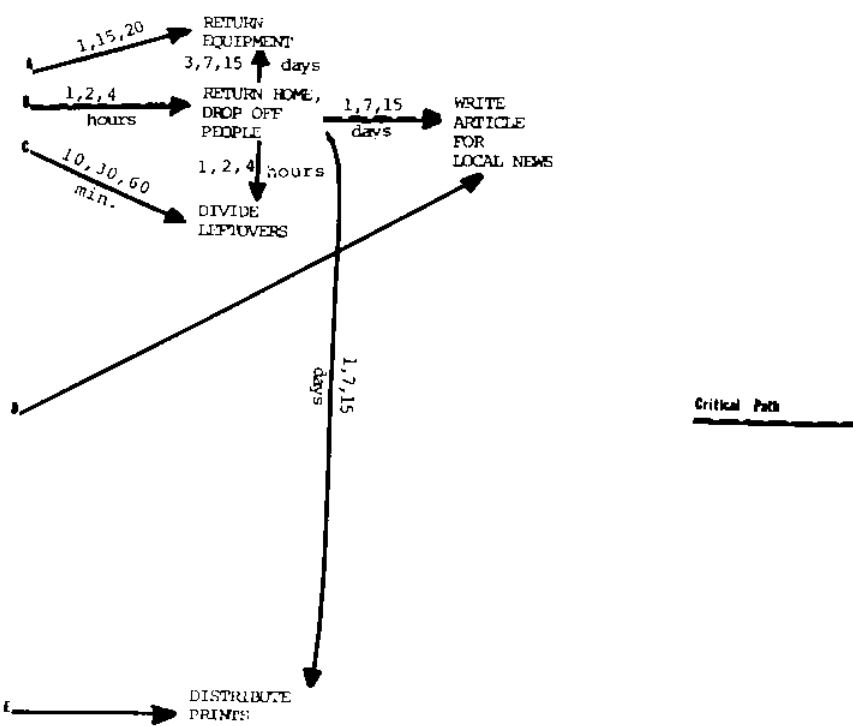 RETURN
EQUIPMENT
A
1,15,20
3,7,15 days
1,2,4
hours
RETURN HOME,
DROP OFF
PEOPLE
1,7,15
days
WRITE
ARTICLE
FOR
LOCAL NEWS
C
10,30,60
min.
1,2,4 hours
DIVIDE
LEFTOVERS
1,7,15
days
Critical Path
E
DISTRIBUTE
PRINTS